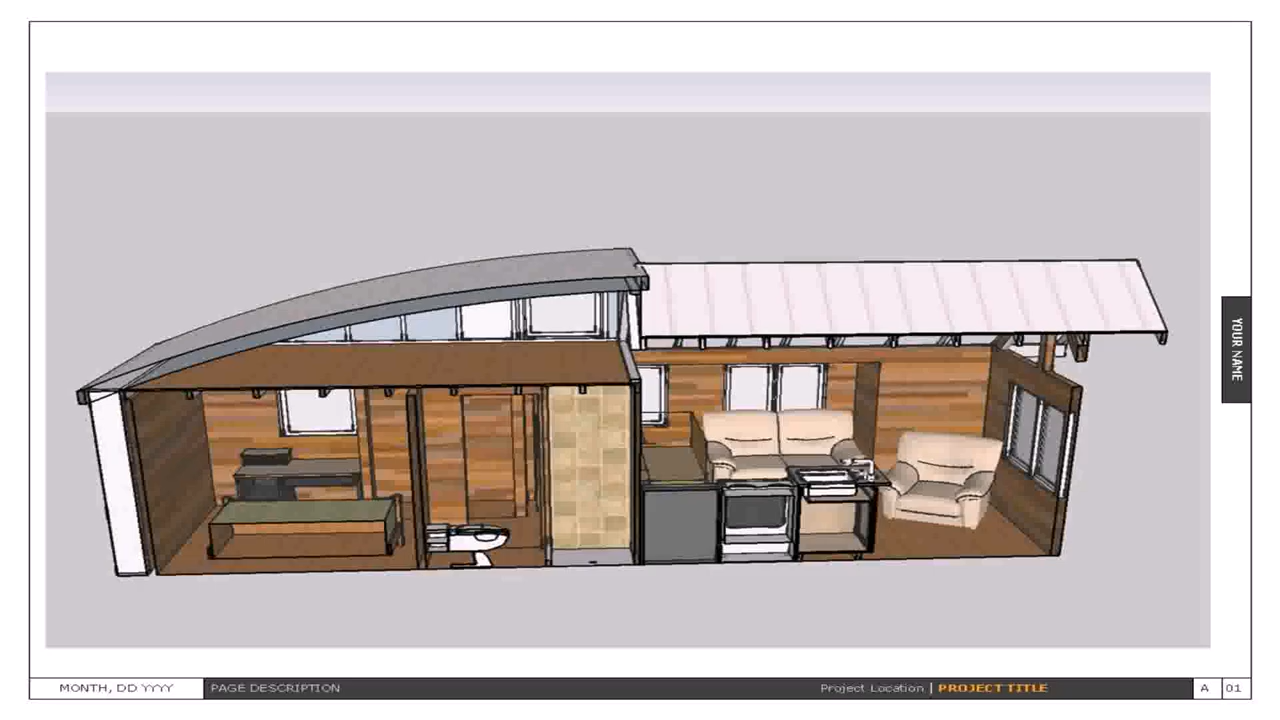 YOUR NAME
MONTH, DD YYYY
PAGE DESCRIPTION
Project Location | PROJECT TITLE
A
01